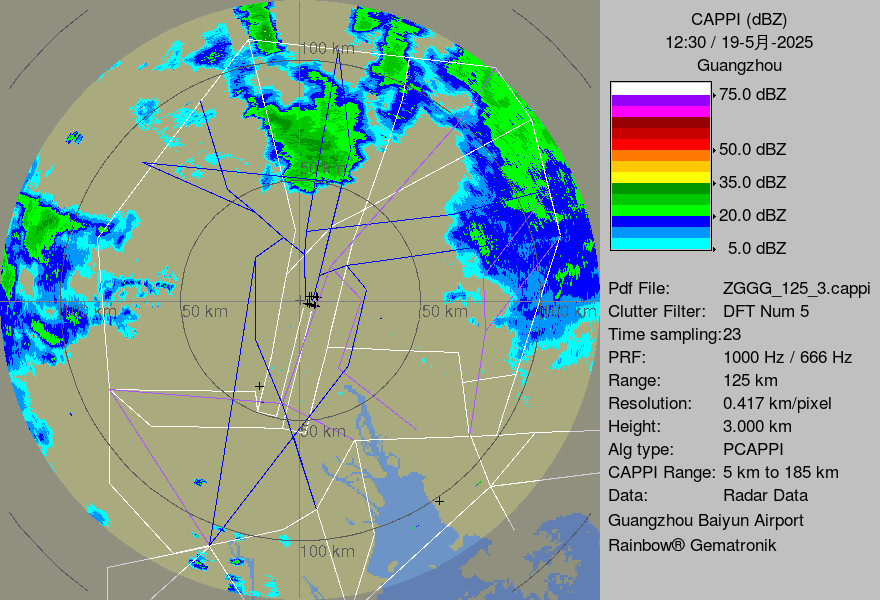 CAPPI (dBZ)
12:30 / 19-5月-2025
Guangzhou
75.0 dBZ
50.0 dBZ
35.0 dBZ
20.0 dBZ
5.0 dBZ
Pdf File: ZGGG_125_3.cappi
Clutter Filter: DFT Num 5
Time sampling:23
PRF: 1000 Hz / 666 Hz
Range: 125 km
Resolution: 0.417 km/pixel
Height: 3.000 km
Alg type: PCAPPI
CAPPI Range: 5 km to 185 km
Data: Radar Data
Guangzhou Baiyun Airport
Rainbow® Gematronik
100 km
50 km
100 km
50 km
50 km
100 km
50 km
100 km